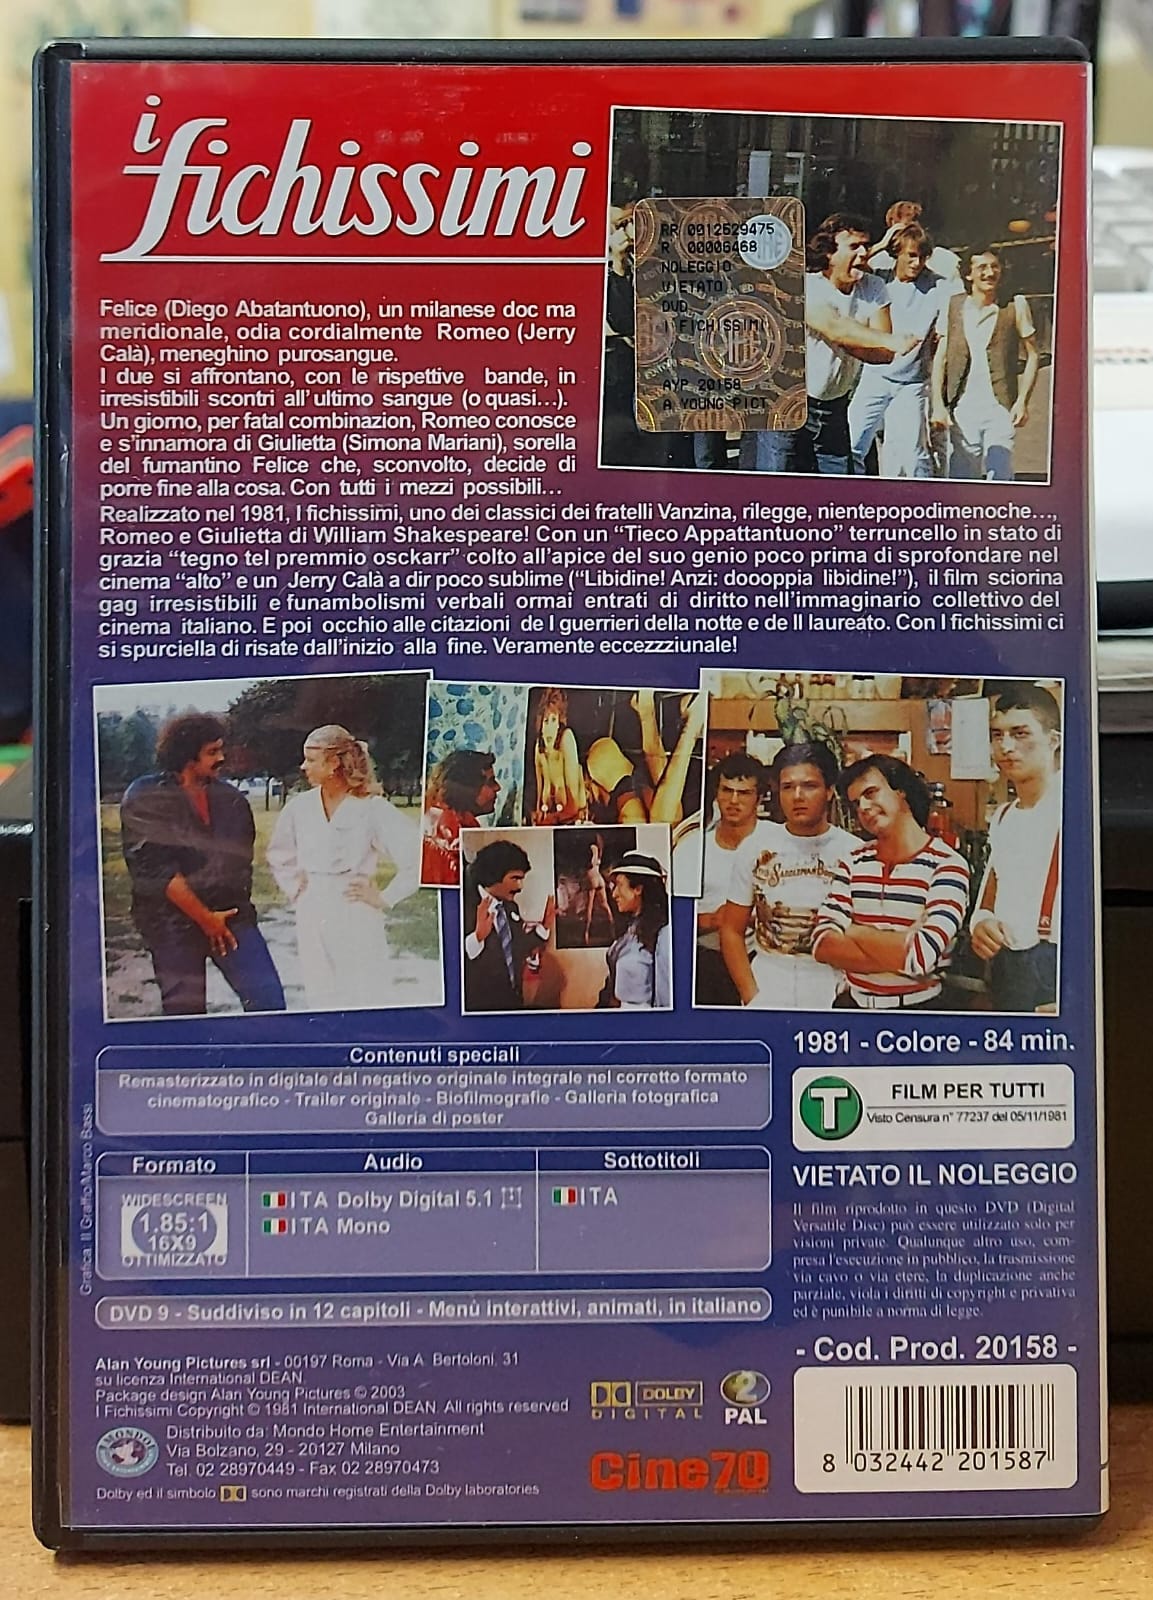 i fichissimi
RR 0012529475
R 00006468
NOLEGGIO
VIETATO
DVD
I FICHISSIMI
AYP 20158
A.YOUNG PICT
Felice (Diego Abatantuono), un milanese doc ma
meridionale, odia cordialmente Romeo (Jerry
Calà), meneghino purosangue.
I due si affrontano, con le rispettive bande, in
irresistibili scontri all'ultimo sangue (o quasi...).
Un giorno, per fatal combinazion, Romeo conosce
e s'innamora di Giulietta (Simona Mariani), sorella
del fumantino Felice che, sconvolto, decide di
porre fine alla cosa. Con tutti i mezzi possibili...
Realizzato nel 1981, I fichissimi, uno dei classici dei fratelli Vanzina, rilegge, nientepopodimenoche...,
Romeo e Giulietta di William Shakespeare! Con un "Tieco Appattantuono" terruncello in stato di
grazia "tegno tel premmio osckarr" colto all'apice del suo genio poco prima di sprofondare nel
cinema "alto" e un Jerry Calà a dir poco sublime ("Libidine! Anzi: doooppia libidine!"), il film sciorina
gag irresistibili e funambolismi verbali ormai entrati di diritto nell'immaginario collettivo del
cinema italiano. E poi occhio alle citazioni de I guerrieri della notte e de Il laureato. Con I fichissimi ci
si spurciella di risate dall'inizio alla fine. Veramente eccezzziunale!
Contenuti speciali
Remasterizzato in digitale dal negativo originale integrale nel corretto formato
cinematografico - Trailer originale - Biofilmografie - Galleria fotografica
Galleria di poster
Formato
WIDESCREEN
1.85:1
16X9
OTTIMIZZATO
Audio
ITA Dolby Digital 5.1
ITA Mono
Sottotitoli
ITA
DVD 9 - Suddiviso in 12 capitoli - Menù interattivi, animati, in italiano
1981 - Colore - 84 min.
T
FILM PER TUTTI
Visto Censura n° 77237 del 05/11/1981
VIETATO IL NOLEGGIO
Il film riprodotto in questo DVD (Digital
Versatile Disc) può essere utilizzato solo per
visioni private. Qualunque altro uso, com-
presa l'esecuzione in pubblico, la trasmissione
via cavo o via etere, la duplicazione anche
parziale, viola i diritti di copyright e privativa
ed è punibile a norma di legge.
- Cod. Prod. 20158 -
8 032442 201587
Grafica: Il Graffio-Marco Bassi
Alan Young Pictures srl - 00197 Roma - Via A. Bertoloni, 31
su licenza International DEAN.
Package design Alan Young Pictures © 2003
I Fichissimi Copyright © 1981 International DEAN. All rights reserved
MONDO
Distribuito da: Mondo Home Entertainment
Via Bolzano, 29 - 20127 Milano
Tel. 02 28970449 - Fax 02 28970473
Dolby ed il simbolo sono marchi registrati della Dolby laboratories
DOLBY
DIGITAL
2
PAL
Cine70